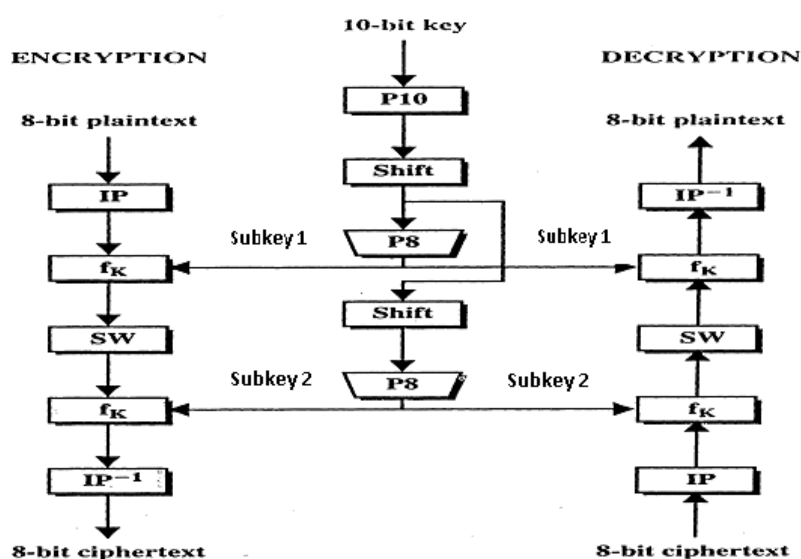 10-bit key
ENCRYPTION
DECRYPTION
P10
8-bit plaintext
8-bit plaintext
Shift
IP
IP⁻¹
Subkey 1
P8
Subkey 1
fK
fK
Shift
SW
SW
Subkey 2
P8
Subkey 2
fK
fK
IP⁻¹
IP
8-bit ciphertext
8-bit ciphertext